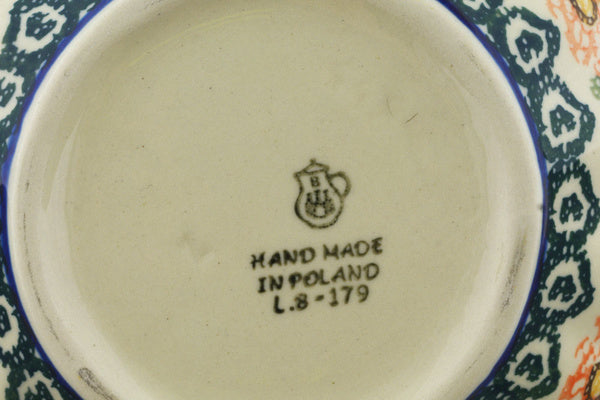 B
HAND MADE
IN POLAND
L.8-179